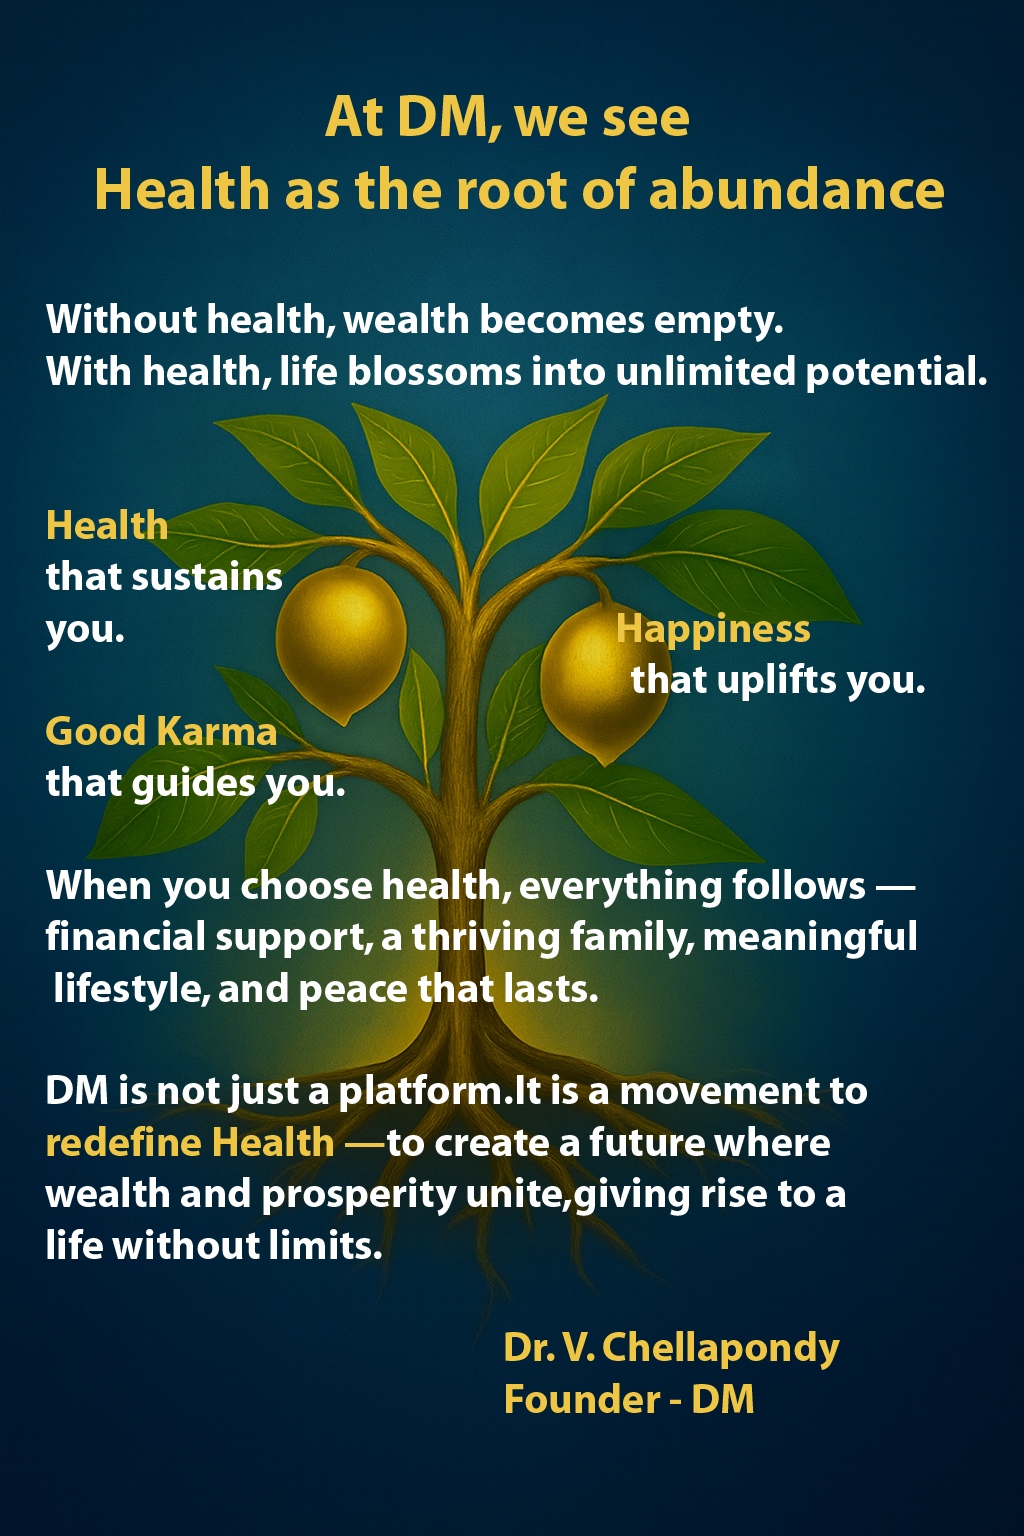 At DM, we see
Health as the root of abundance
Without health, wealth becomes empty.
With health, life blossoms into unlimited potential.
Health
that sustains
you.
Happiness
that uplifts you.
Good Karma
that guides you.
When you choose health, everything follows —
financial support, a thriving family, meaningful
lifestyle, and peace that lasts.
DM is not just a platform.It is a movement to
redefine Health —to create a future where
wealth and prosperity unite,giving rise to a
life without limits.
Dr. V. Chellapondy
Founder - DM